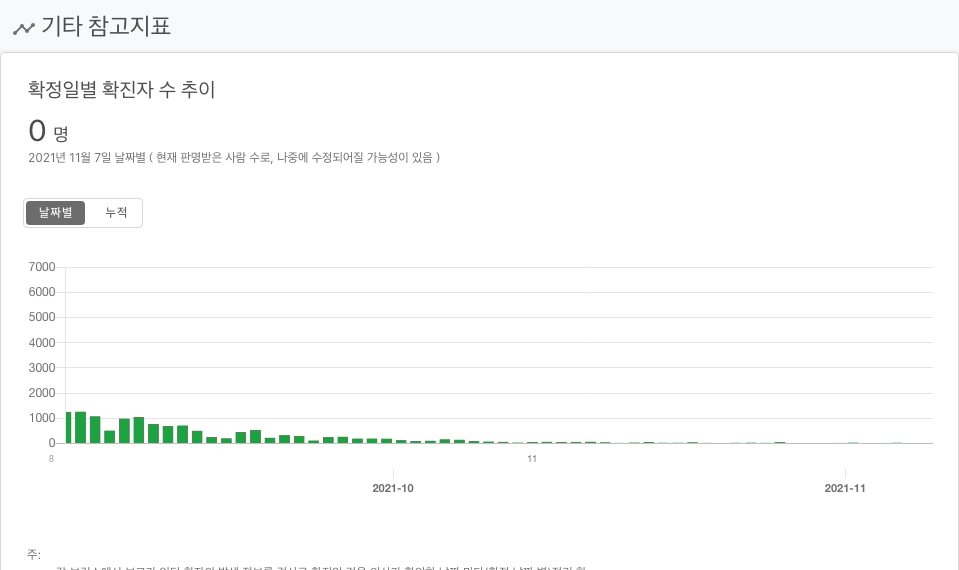 기타 참고지표
확정일별 확진자 수 추이
0 명
2021년 11월 7일 날짜별 ( 현재 판명받은 사람 수로, 나중에 수정되어질 가능성이 있음 )
날짜별 누적
7000
6000
5000
4000
3000
2000
1000
0
8 11
2021-10 2021-11
주: